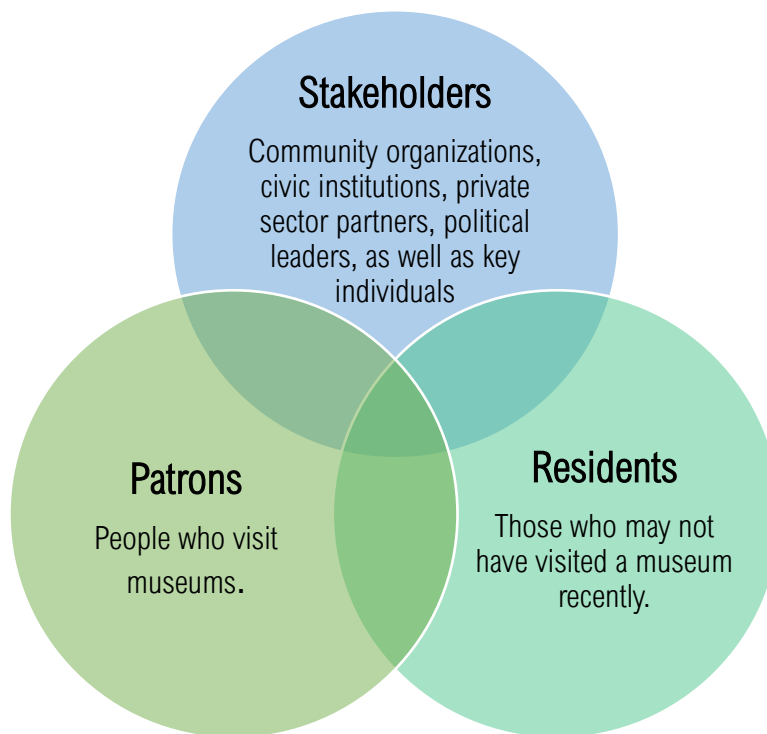 Stakeholders
Community organizations,
civic institutions, private
sector partners, political
leaders, as well as key
individuals
Patrons
People who visit
museums.
Residents
Those who may not
have visited a museum
recently.